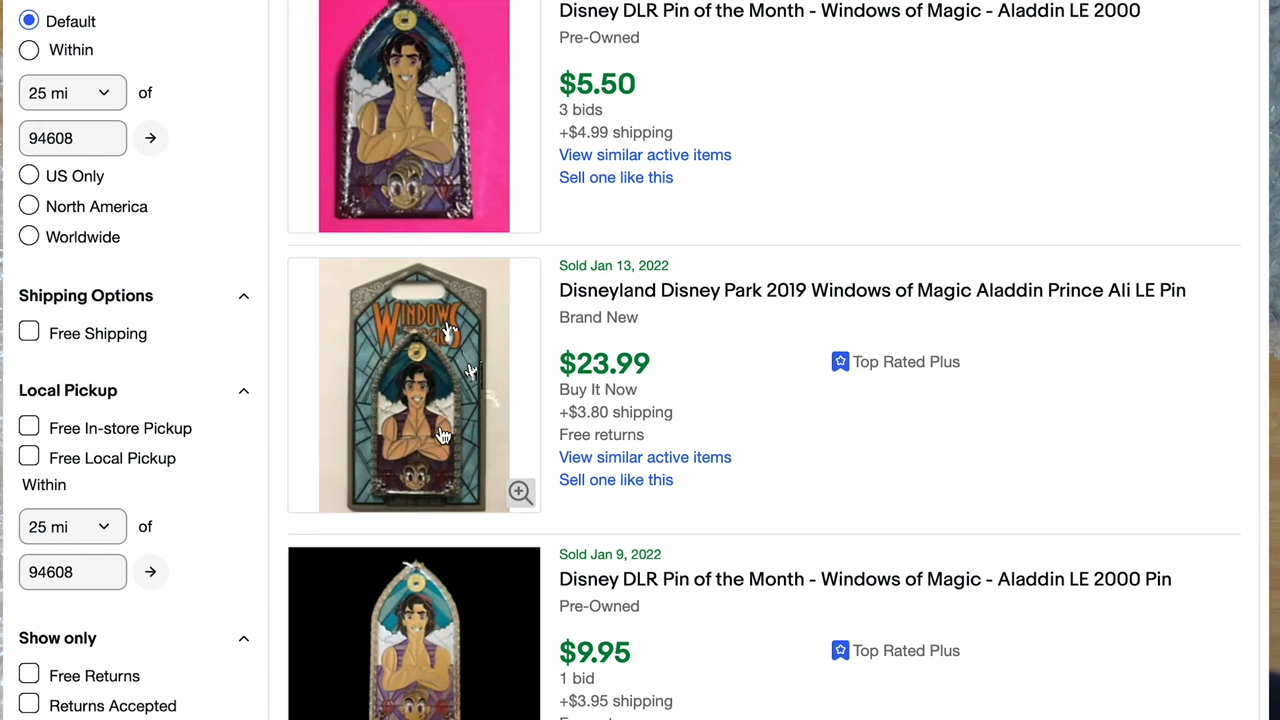 Default
Within
25 mi
of
94608
US Only
North America
Worldwide
Shipping Options
Free Shipping
Local Pickup
Free In-store Pickup
Free Local Pickup
Within
25 mi
of
94608
Show only
Free Returns
Returns Accepted
Disney DLR Pin of the Month - Windows of Magic - Aladdin LE 2000
Pre-Owned
$5.50
3 bids
+$4.99 shipping
View similar active items
Sell one like this
WINDOWS
Sold Jan 13, 2022
Disneyland Disney Park 2019 Windows of Magic Aladdin Prince Ali LE Pin
Brand New
$23.99
Top Rated Plus
Buy It Now
+$3.80 shipping
Free returns
View similar active items
Sell one like this
Sold Jan 9, 2022
Disney DLR Pin of the Month - Windows of Magic - Aladdin LE 2000 Pin
Pre-Owned
$9.95
Top Rated Plus
1 bid
+$3.95 shipping